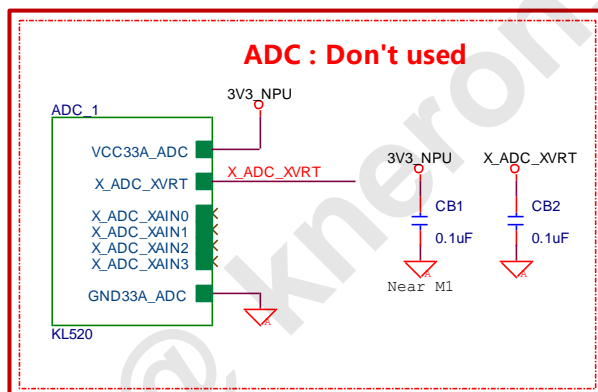 ADC : Don't used
3V3_NPU
ADC_1
VCC33A_ADC
X_ADC_XVRT
X_ADC_XVRT
X_ADC_XAIN0
X_ADC_XAIN1
X_ADC_XAIN2
X_ADC_XAIN3
GND33A_ADC
A
KL520
3V3_NPU
X_ADC_XVRT
CB1
0.1uF
CB2
0.1uF
A
A
Near M1
@ kneron